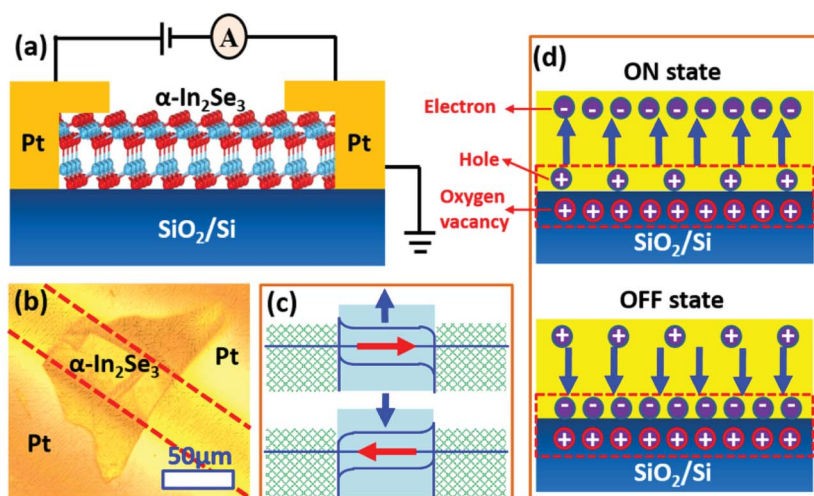 (a)
A
α-In₂Se₃
Pt
Pt
SiO₂/Si
(b)
α-In₂Se₃
Pt
Pt
50μm
(c)
(d)
ON state
Electron
- - - - - - - - -
Hole
+ + + + +
Oxygen
vacancy
+ + + + + + + + +
SiO₂/Si
OFF state
+ + + + +
- - - - - - - - -
+ + + + + + + + +
SiO₂/Si